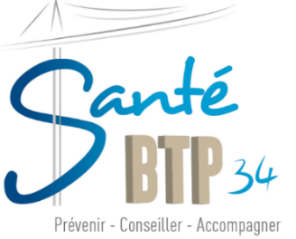 Santé
BTP 34
Prévenir - Conseiller - Accompagner